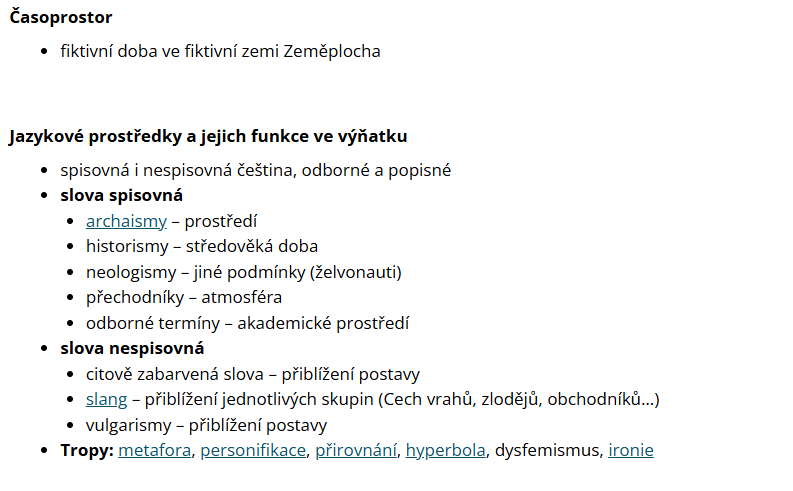 Časoprostor
fiktivní doba ve fiktivní zemi Zeměplocha
Jazykové prostředky a jejich funkce ve výňatku
spisovná i nespisovná čeština, odborné a popisné
slova spisovná
archaismy – prostředí
historismy – středověká doba
neologismy – jiné podmínky (želvonauti)
přechodníky – atmosféra
odborné termíny – akademické prostředí
slova nespisovná
citově zabarvená slova – přiblížení postavy
slang – přiblížení jednotlivých skupin (Cech vrahů, zlodějů, obchodníků…)
vulgarismy – přiblížení postavy
Tropy: metafora, personifikace, přirovnání, hyperbola, dysfemismus, ironie